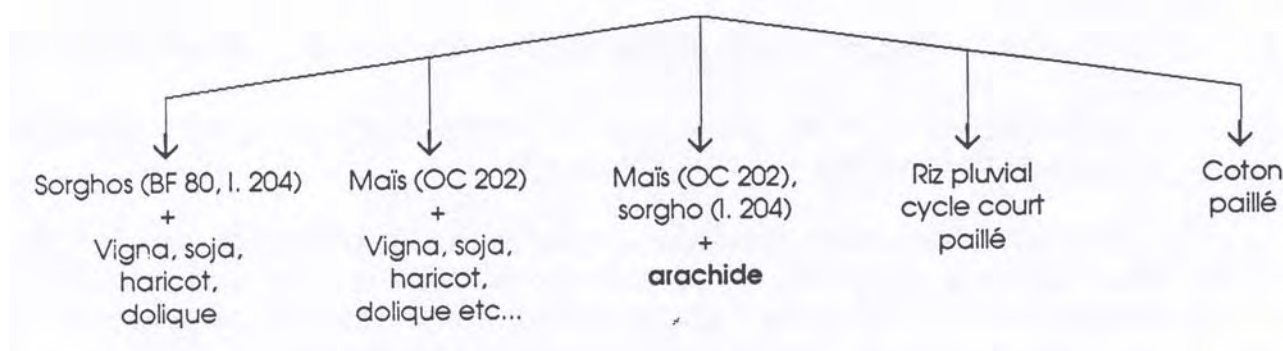 Sorghos (BF 80, I. 204)
+
Vigna, soja,
haricot,
dolique
Maïs (OC 202)
+
Vigna, soja,
haricot,
dolique etc...
Maïs (OC 202),
sorgho (I. 204)
+
arachide
Riz pluvial
cycle court
paillé
Coton
paillé